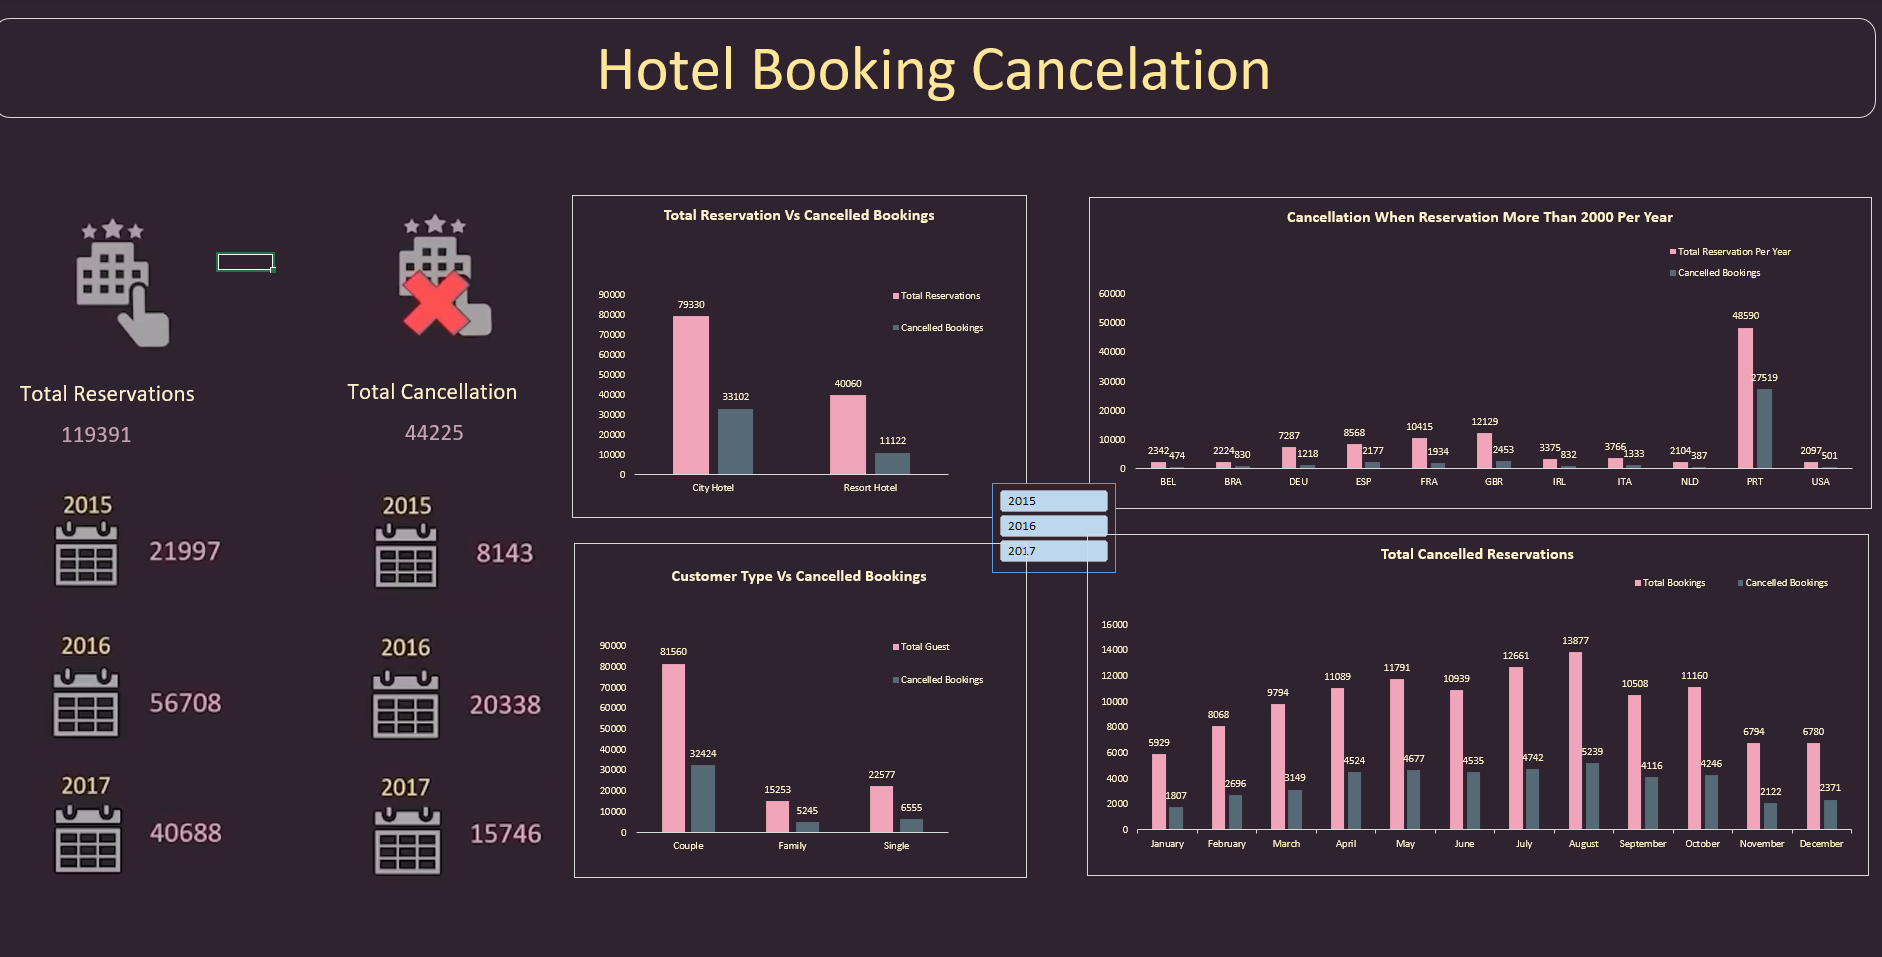 Hotel Booking Cancelation
Total Reservations
119391
Total Cancellation
44225
2015
21997
2015
8143
2016
56708
2016
20338
2017
40688
2017
15746
Total Reservation Vs Cancelled Bookings
Total Reservations
Cancelled Bookings
90000
80000
70000
60000
50000
40000
30000
20000
10000
0
79330
33102
40060
11122
City Hotel
Resort Hotel
Customer Type Vs Cancelled Bookings
Total Guest
Cancelled Bookings
90000
80000
70000
60000
50000
40000
30000
20000
10000
0
81560
32424
15253
5245
22577
6555
Couple
Family
Single
2015
2016
2017
Cancellation When Reservation More Than 2000 Per Year
Total Reservation Per Year
Cancelled Bookings
60000
50000
40000
30000
20000
10000
0
2342
474
2224
830
7287
1218
8568
2177
10415
1934
12129
2453
3375
832
3766
1333
2104
387
48590
27519
2097
501
BEL
BRA
DEU
ESP
FRA
GBR
IRL
ITA
NLD
PRT
USA
Total Cancelled Reservations
Total Bookings
Cancelled Bookings
16000
14000
12000
10000
8000
6000
4000
2000
0
5929
1807
8068
2696
9794
3149
11089
4524
11791
4677
10939
4535
12661
4742
13877
5239
10508
4116
11160
4246
6794
2122
6780
2371
January
February
March
April
May
June
July
August
September
October
November
December